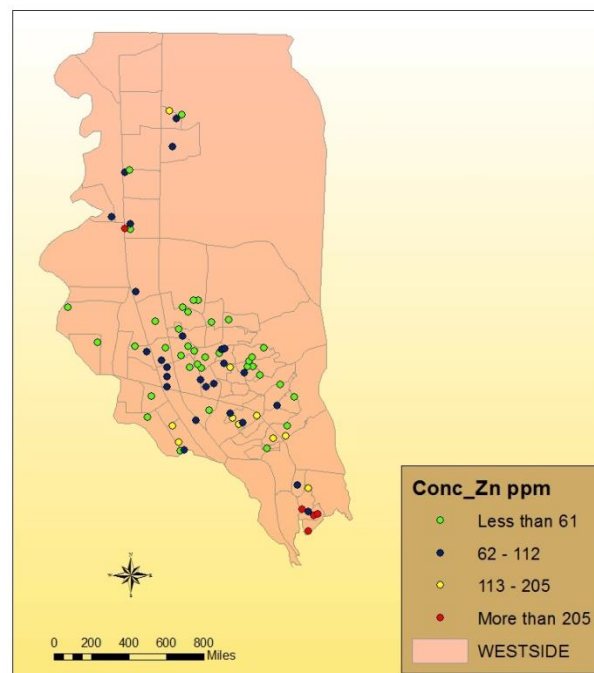 Conc_Zn ppm
Less than 61
62 - 112
113 - 205
More than 205
WESTSIDE
0 200 400 600 800
Miles